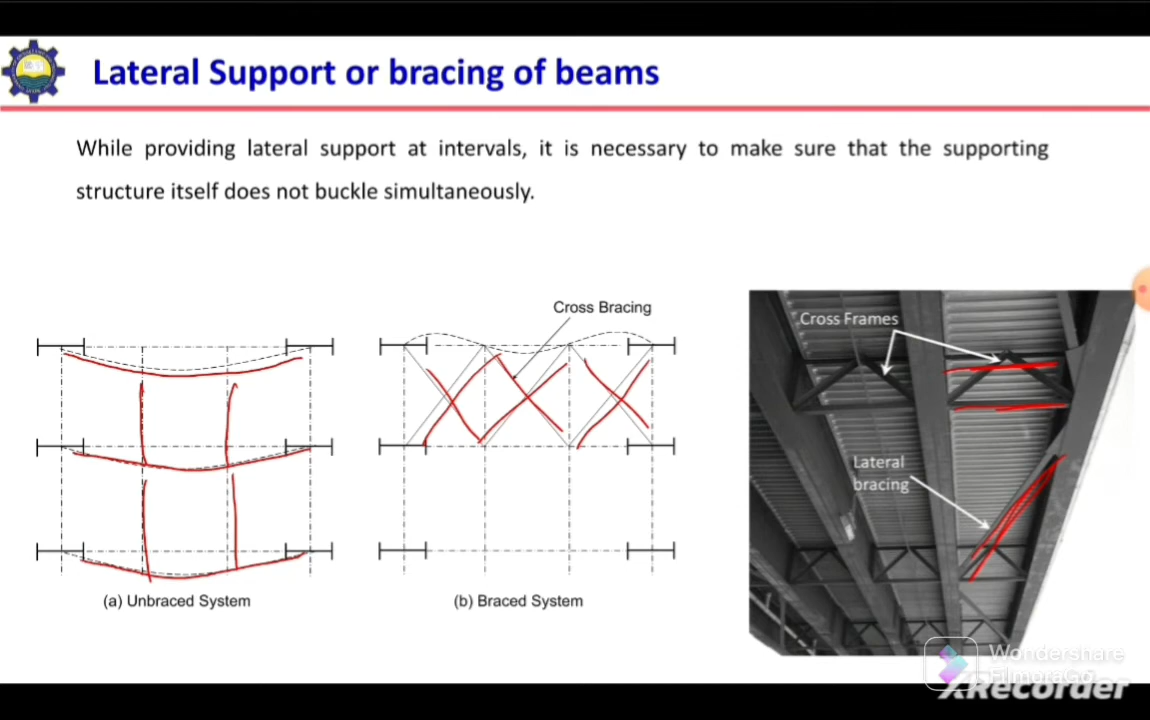 Lateral Support or bracing of beams
While providing lateral support at intervals, it is necessary to make sure that the supporting
structure itself does not buckle simultaneously.
Cross Bracing
(a) Unbraced System
(b) Braced System
Cross Frames
Lateral
bracing
Wondershare
FilmoraGo
XRecorder